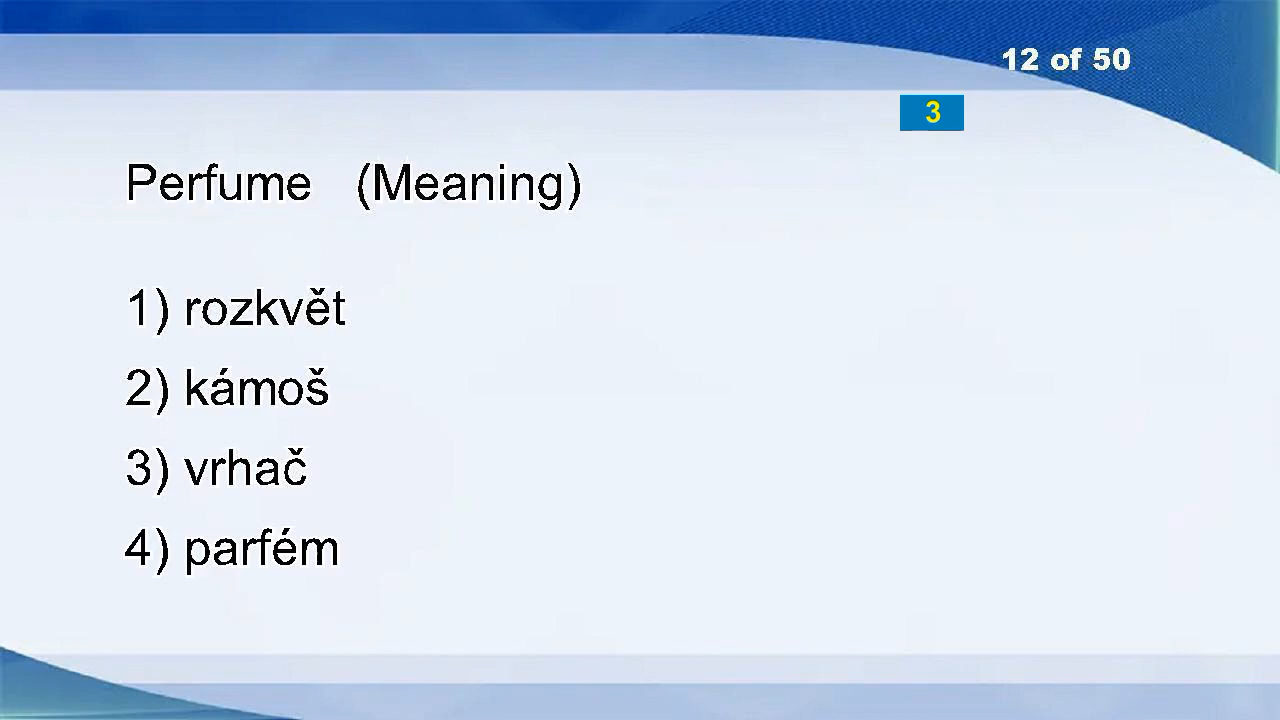 12 of 50
3
Perfume (Meaning)
1) rozkvět
2) kámoš
3) vrhač
4) parfém